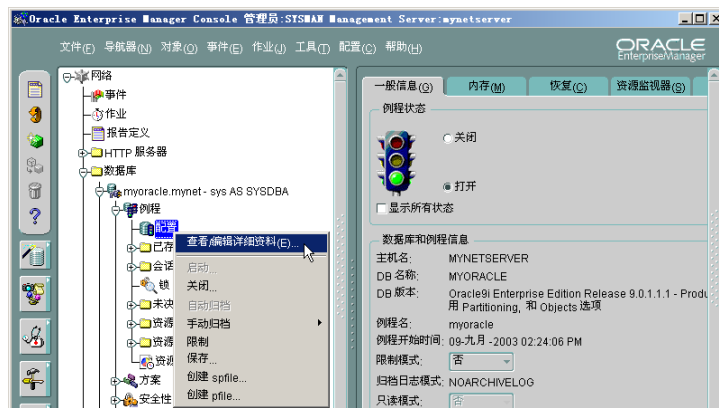 Oracle Enterprise Manager Console 管理员:SYSMAN Management Server:mynetserver
文件(F) 导航器(N) 对象(O) 事件(E) 作业(J) 工具(T) 配置(C) 帮助(H)
ORACLE
EnterpriseManager
网络
事件
作业
报告定义
HTTP 服务器
数据库
myoracle.mynet - sys AS SYSDBA
例程
配置
已存
会话
锁
未决
资源
资源
资源
方案
安全性
查看/编辑详细资料(E)...
启动...
关闭...
自动归档
手动归档
限制
保存...
创建 spfile...
创建 pfile...
一般信息(G) 内存(M) 恢复(C) 资源监视器(S)
例程状态
关闭
打开
显示所有状态
数据库和例程信息
主机名: MYNETSERVER
DB 名称: MYORACLE
DB 版本: Oracle9i Enterprise Edition Release 9.0.1.1.1 - Produ
用 Partitioning, 和 Objects 选项
例程名: myoracle
例程开始时间: 09-九月 -2003 02:24:06 PM
限制模式: 否
归档日志模式: NOARCHIVELOG
只读模式: 否